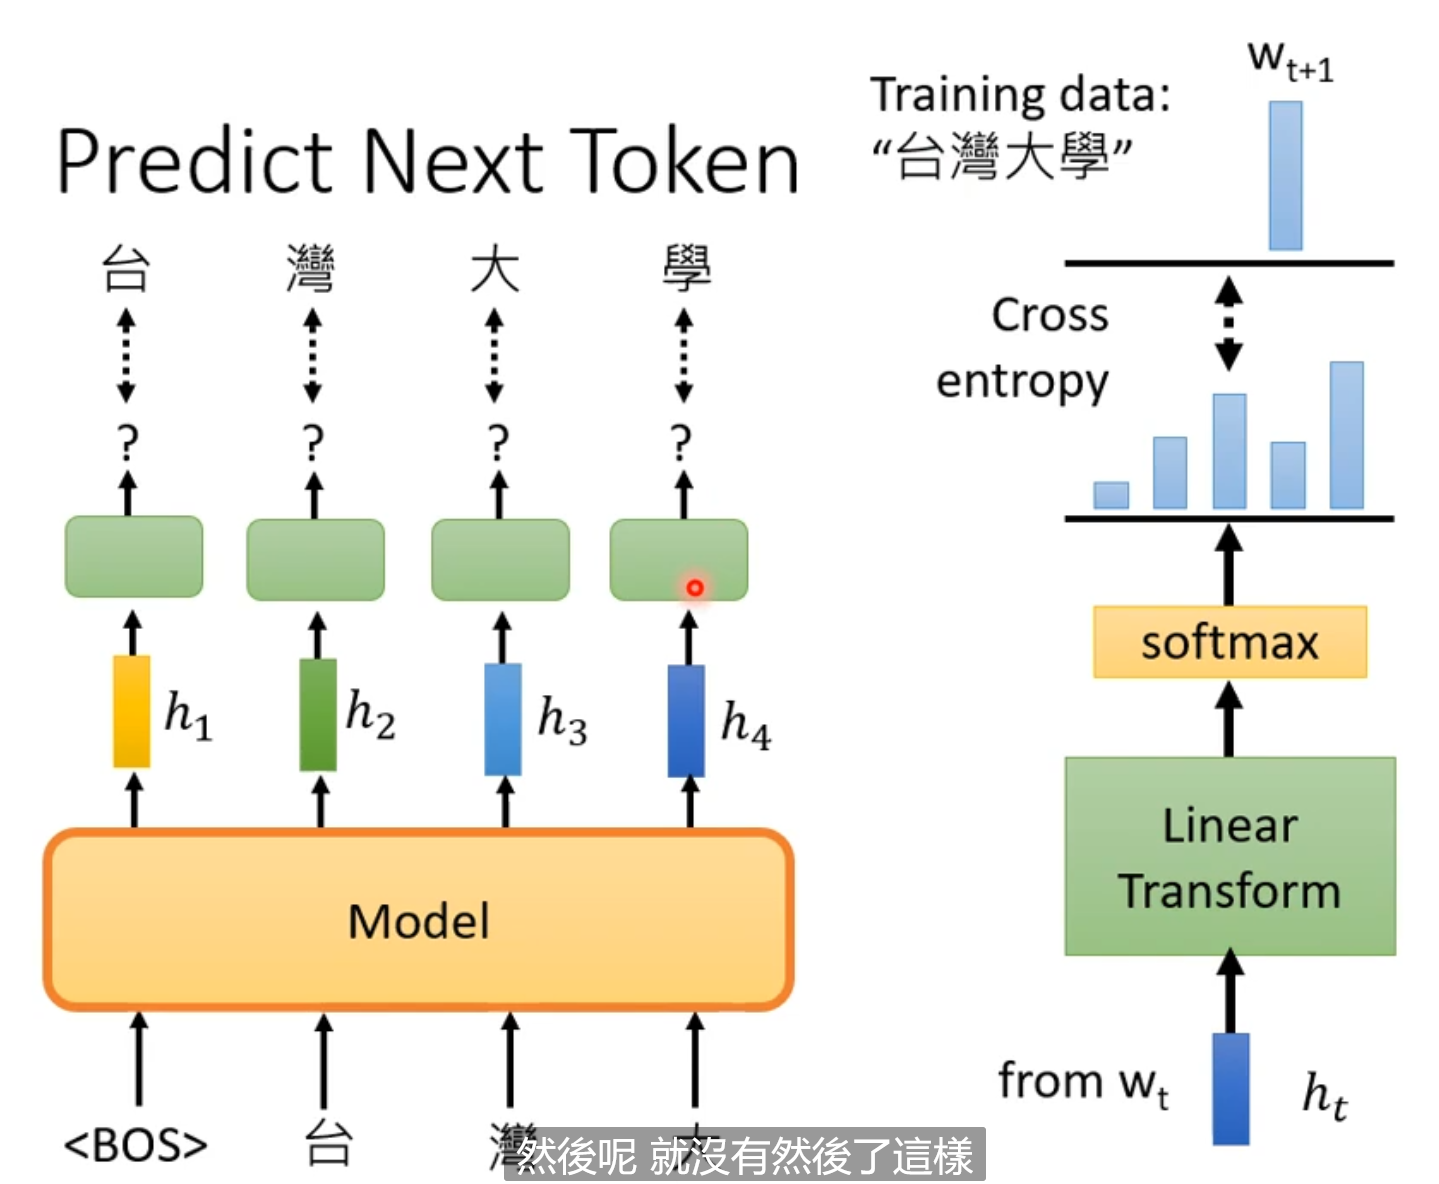 Predict Next Token
Training data:
“台灣大學”
w_{t+1}
台 灣 大 學
? ? ? ?
h_1 h_2 h_3 h_4
Model
<BOS> 台 灣 大
Cross
entropy
softmax
Linear
Transform
from w_t h_t
然後呢 就沒有然後了這樣